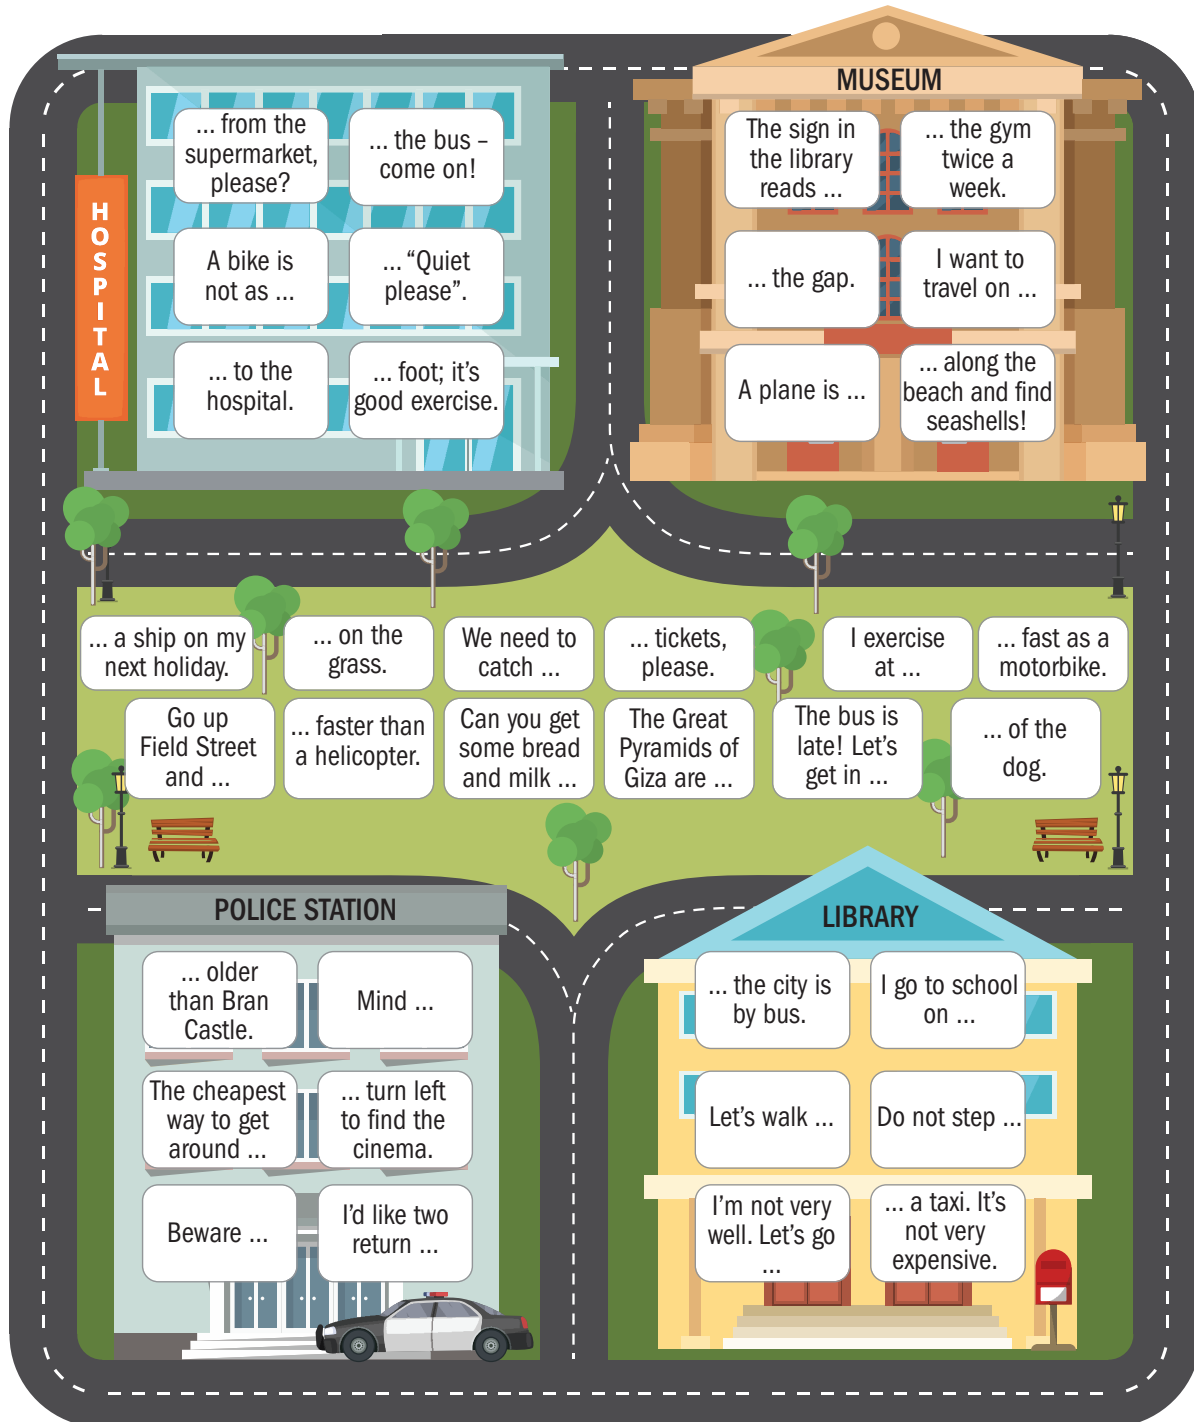 HOSPITAL
... from the
supermarket,
please?
... the bus –
come on!
A bike is
not as ...
... “Quiet
please”.
... to the
hospital.
... foot; it’s
good exercise.
MUSEUM
The sign in
the library
reads ...
... the gym
twice a
week.
... the gap.
I want to
travel on ...
A plane is ...
... along the
beach and find
seashells!
... a ship on my
next holiday.
... on the
grass.
We need to
catch ...
... tickets,
please.
I exercise
at ...
... fast as a
motorbike.
Go up
Field Street
and ...
... faster than
a helicopter.
Can you get
some bread
and milk ...
The Great
Pyramids of
Giza are ...
The bus is
late! Let’s
get in ...
... of the
dog.
POLICE STATION
... older
than Bran
Castle.
Mind ...
The cheapest
way to get
around ...
... turn left
to find the
cinema.
Beware ...
I’d like two
return ...
LIBRARY
... the city is
by bus.
I go to school
on ...
Let’s walk ...
Do not step ...
I’m not very
well. Let’s go
...
... a taxi. It’s
not very
expensive.